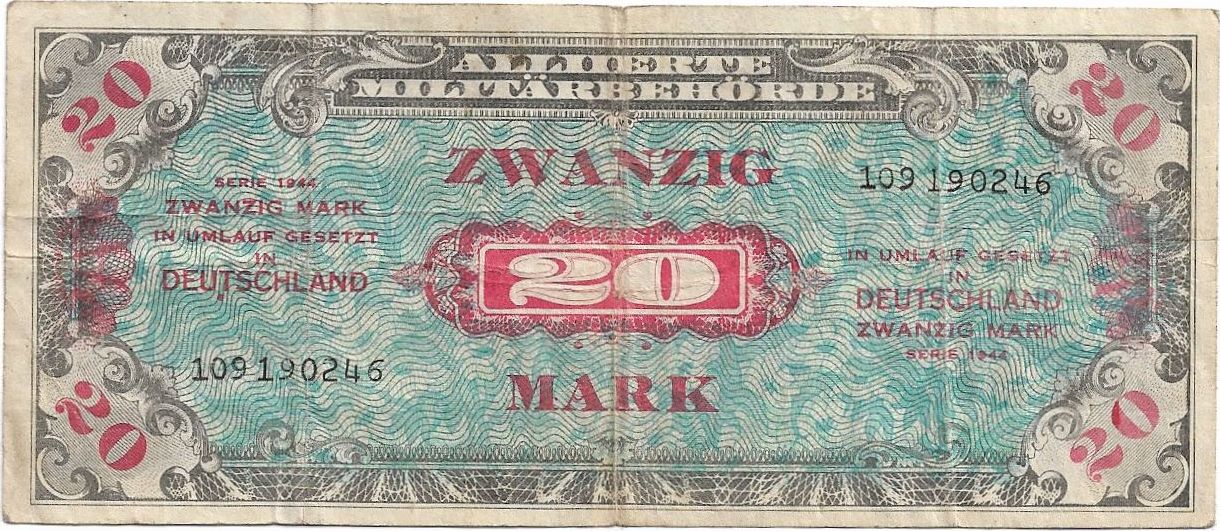 ALLIIERTE
MILITÄRBEHÖRDE
20
20
ZWANZIG
109190246
SERIE 1944
ZWANZIG MARK
IN UMLAUF GESETZT
IN
DEUTSCHLAND
20
IN UMLAUF GESETZT
IN
DEUTSCHLAND
ZWANZIG MARK
SERIE 1944
109190246
MARK
20
20